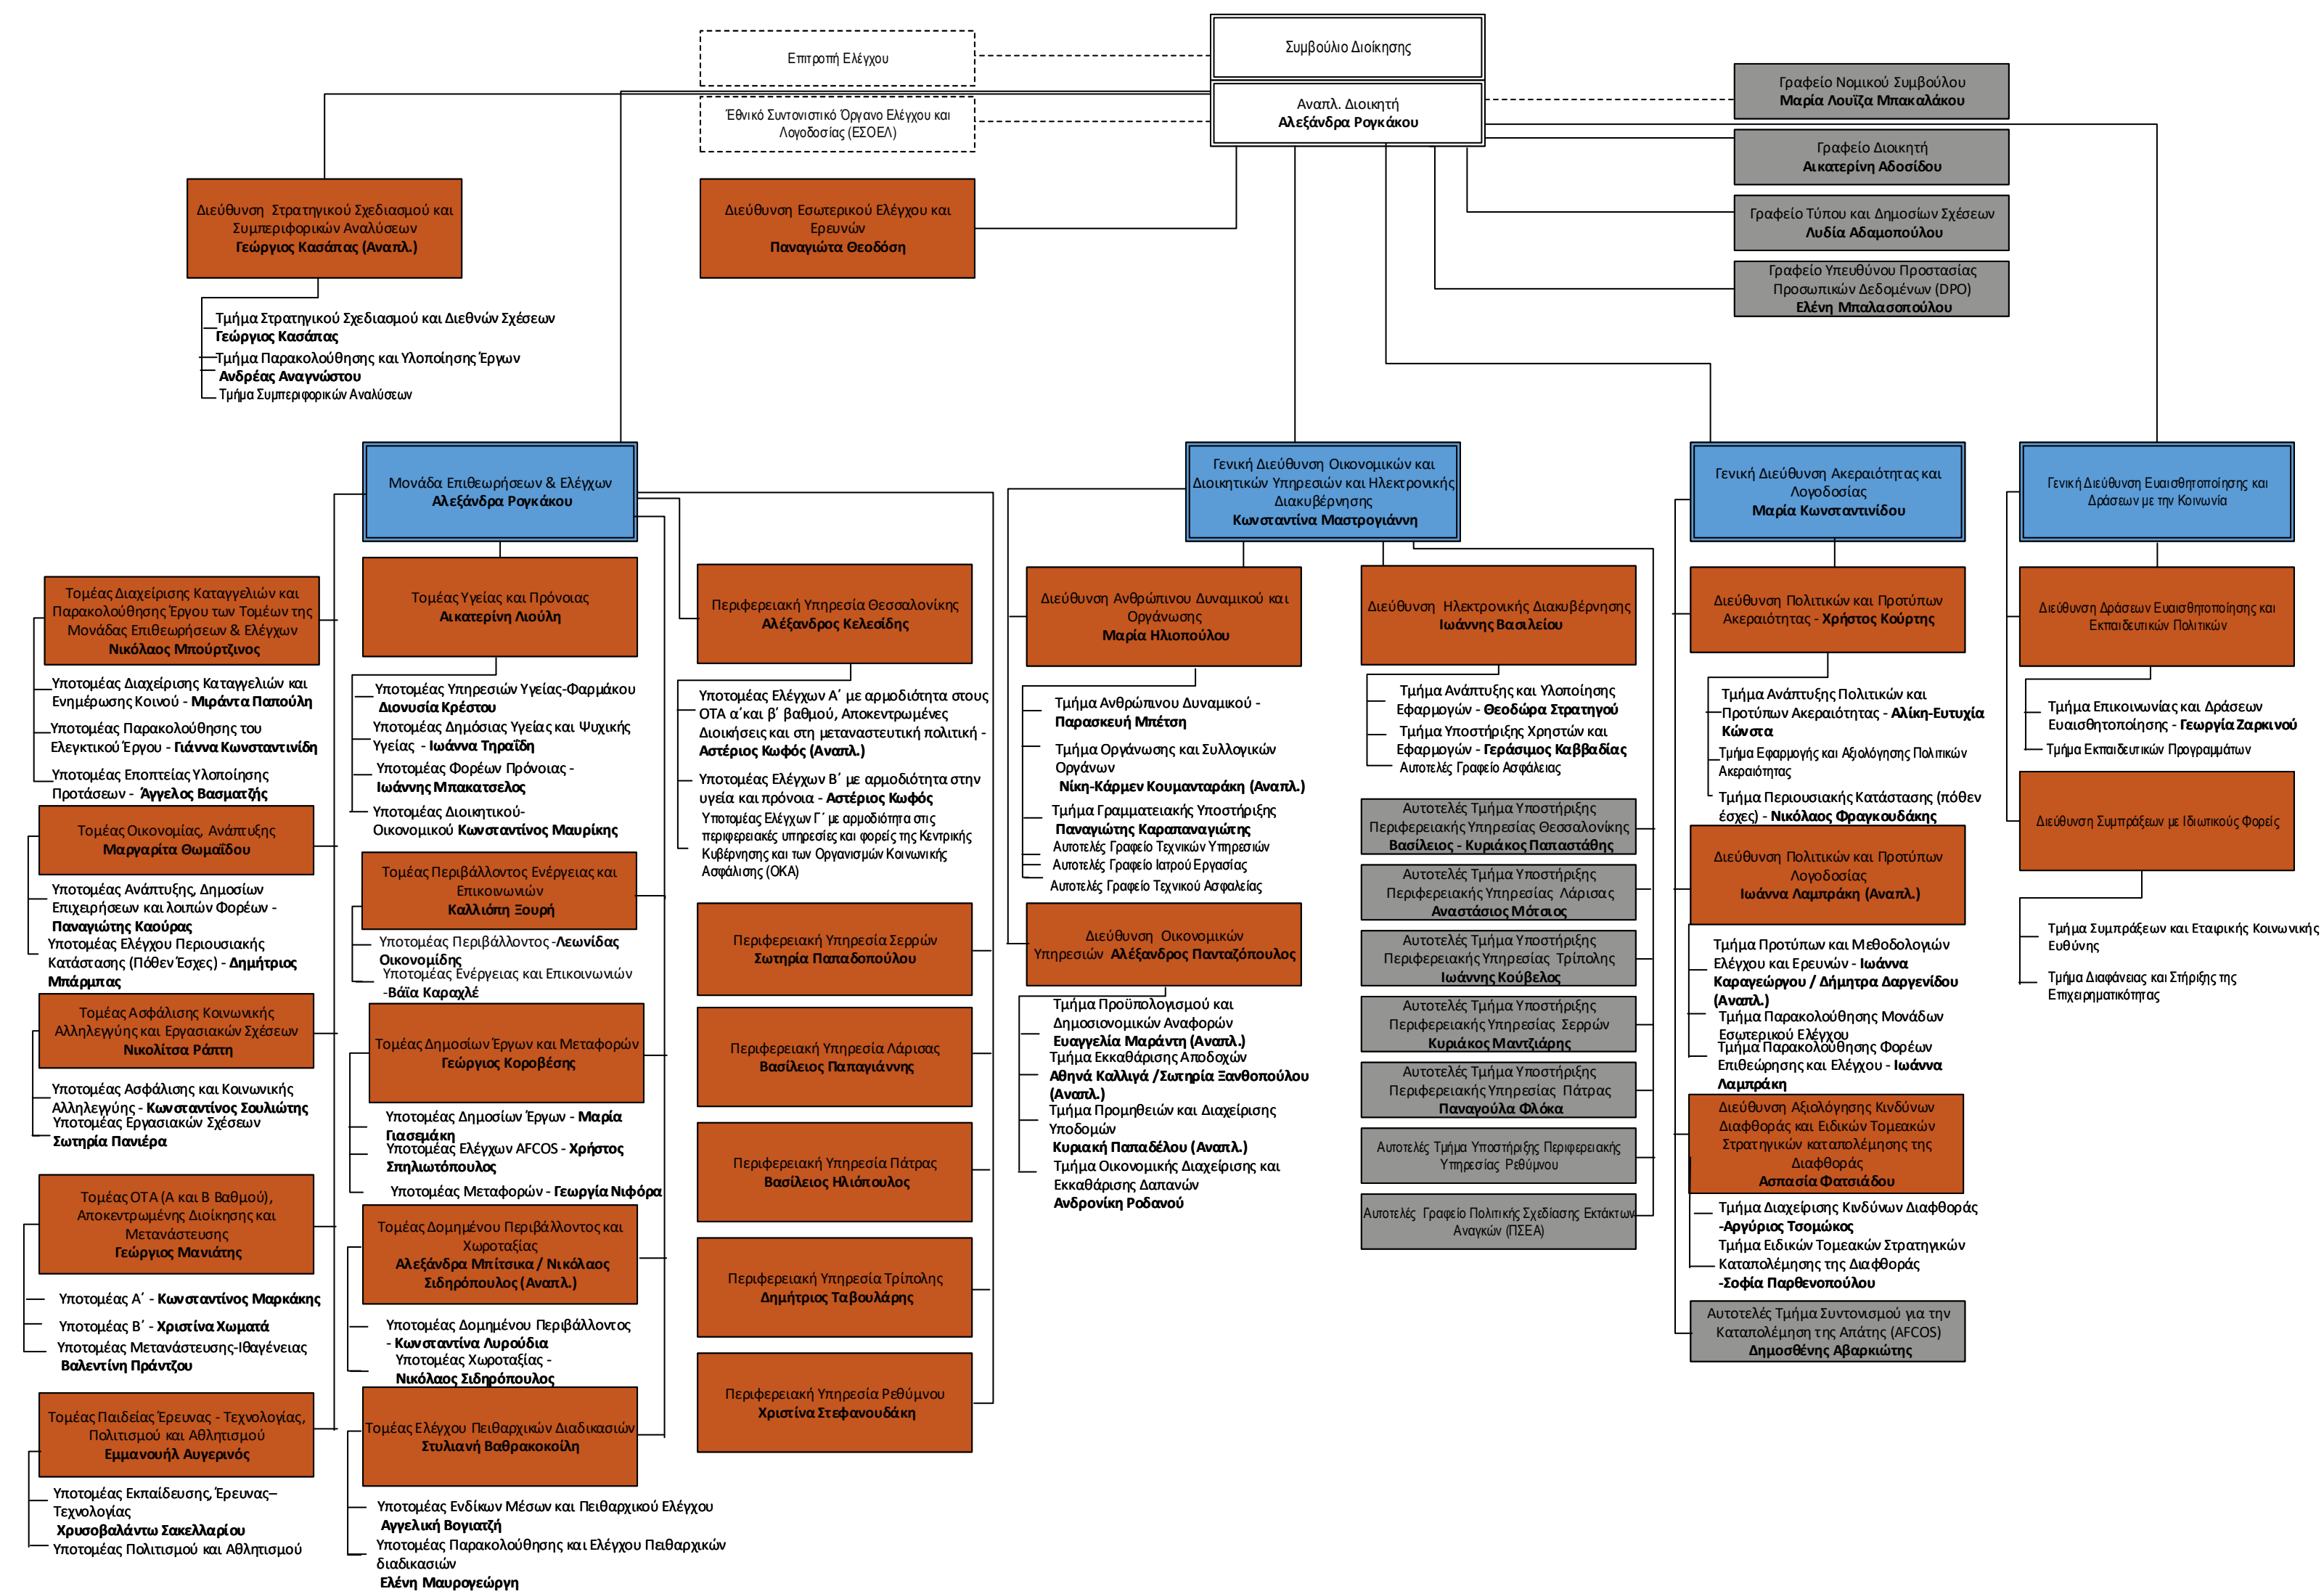 Συμβούλιο Διοίκησης
Αναπλ. Διοικητή
Αλεξάνδρα Ρογκάκου
Επιτροπή Ελέγχου
Έθνικό Συντονιστικό Όργανο Ελέγχου και
Λογοδοσίας (ΕΣΟΕΛ)
Γραφείο Νομικού Συμβούλου
Μαρία Λουΐζα Μπακαλάκου
Γραφείο Διοικητή
Αικατερίνη Αδοσίδου
Γραφείο Τύπου και Δημοσίων Σχέσεων
Λυδία Αδαμοπούλου
Γραφείο Υπευθύνου Προστασίας
Προσωπικών Δεδομένων (DPO)
Ελένη Μπαλασοπούλου
Διεύθυνση Στρατηγικού Σχεδιασμού και
Συμπεριφορικών Αναλύσεων
Γεώργιος Κασάπας (Αναπλ.)
Διεύθυνση Εσωτερικού Ελέγχου και
Ερευνών
Παναγιώτα Θεοδόση
Τμήμα Στρατηγικού Σχεδιασμού και Διεθνών Σχέσεων
Γεώργιος Κασάπας
Τμήμα Παρακολούθησης και Υλοποίησης Έργων
Ανδρέας Αναγνώστου
Τμήμα Συμπεριφορικών Αναλύσεων
Μονάδα Επιθεωρήσεων & Ελέγχων
Αλεξάνδρα Ρογκάκου
Γενική Διεύθυνση Οικονομικών και
Διοικητικών Υπηρεσιών και Ηλεκτρονικής
Διακυβέρνησης
Κωνσταντίνα Μαστρογιάννη
Γενική Διεύθυνση Ακεραιότητας και
Λογοδοσίας
Μαρία Κωνσταντινίδου
Γενική Διεύθυνση Ευαισθητοποίησης και
Δράσεων με την Κοινωνία
Τομέας Διαχείρισης Καταγγελιών και
Παρακολούθησης Έργου των Τομέων της
Μονάδας Επιθεωρήσεων & Ελέγχων
Νικόλαος Μπούρτζινος
Υποτομέας Διαχείρισης Καταγγελιών και
Ενημέρωσης Κοινού - Μιράντα Παπούλη
Υποτομέας Παρακολούθησης του
Ελεγκτικού Έργου - Γιάννα Κωνσταντινίδη
Υποτομέας Εποπτείας Υλοποίησης
Προτάσεων - Άγγελος Βασματζής
Τομέας Οικονομίας, Ανάπτυξης
Μαργαρίτα Θωμαΐδου
Υποτομέας Ανάπτυξης, Δημοσίων
Επιχειρήσεων και λοιπών Φορέων -
Παναγιώτης Καούρας
Υποτομέας Ελέγχου Περιουσιακής
Κατάστασης (Πόθεν Έσχες) - Δημήτριος
Μπάρμπας
Τομέας Ασφάλισης Κοινωνικής
Αλληλεγγύης και Εργασιακών Σχέσεων
Νικολίτσα Ράπτη
Υποτομέας Ασφάλισης και Κοινωνικής
Αλληλεγγύης - Κωνσταντίνος Σουλιώτης
Υποτομέας Εργασιακών Σχέσεων
Σωτηρία Πανιέρα
Τομέας ΟΤΑ (Α και Β Βαθμού),
Αποκεντρωμένης Διοίκησης και
Μετανάστευσης
Γεώργιος Μανιάτης
Υποτομέας Α΄ - Κωνσταντίνος Μαρκάκης
Υποτομέας Β΄ - Χριστίνα Χωματά
Υποτομέας Μετανάστευσης-Ιθαγένειας
Βαλεντίνη Πράντζου
Τομέας Παιδείας Έρευνας - Τεχνολογίας,
Πολιτισμού και Αθλητισμού
Εμμανουήλ Αυγερινός
Υποτομέας Εκπαίδευσης, Έρευνας–
Τεχνολογίας
Χρυσοβαλάντω Σακελλαρίου
Υποτομέας Πολιτισμού και Αθλητισμού
Τομέας Υγείας και Πρόνοιας
Αικατερίνη Λιούλη
Υποτομέας Υπηρεσιών Υγείας-Φαρμάκου
Διονυσία Κρέστου
Υποτομέας Δημόσιας Υγείας και Ψυχικής
Υγείας - Ιωάννα Τηραΐδη
Υποτομέας Φορέων Πρόνοιας -
Ιωάννης Μπακατσελος
Υποτομέας Διοικητικού-
Οικονομικού Κωνσταντίνος Μαυρίκης
Τομέας Περιβάλλοντος Ενέργειας και
Επικοινωνιών
Καλλιόπη Ξουρή
Υποτομέας Περιβάλλοντος -Λεωνίδας
Οικονομίδης
Υποτομέας Ενέργειας και Επικοινωνιών
-Βάϊα Καραχλέ
Τομέας Δημοσίων Έργων και Μεταφορών
Γεώργιος Κοροβέσης
Υποτομέας Δημοσίων Έργων - Μαρία
Γιασεμάκη
Υποτομέας Ελέγχων AFCOS - Χρήστος
Σπηλιωτόπουλος
Υποτομέας Μεταφορών - Γεωργία Νιφόρα
Τομέας Δομημένου Περιβάλλοντος και
Χωροταξίας
Αλεξάνδρα Μπίτσικα / Νικόλαος
Σιδηρόπουλος (Αναπλ.)
Υποτομέας Δομημένου Περιβάλλοντος
- Κωνσταντίνα Λυρούδια
Υποτομέας Χωροταξίας -
Νικόλαος Σιδηρόπουλος
Τομέας Ελέγχου Πειθαρχικών Διαδικασιών
Στυλιανή Βαθρακοκοίλη
Υποτομέας Ενδίκων Μέσων και Πειθαρχικού Ελέγχου
Αγγελική Βογιατζή
Υποτομέας Παρακολούθησης και Ελέγχου Πειθαρχικών
διαδικασιών
Ελένη Μαυρογεώργη
Περιφερειακή Υπηρεσία Θεσσαλονίκης
Αλέξανδρος Κελεσίδης
Υποτομέας Ελέγχων Α΄ με αρμοδιότητα στους
ΟΤΑ α΄και β΄ βαθμού, Αποκεντρωμένες
Διοικήσεις και στη μεταναστευτική πολιτική -
Αστέριος Κωφός (Αναπλ.)
Υποτομέας Ελέγχων Β΄ με αρμοδιότητα στην
υγεία και πρόνοια - Αστέριος Κωφός
Υποτομέας Ελέγχων Γ΄ με αρμοδιότητα στις
περιφερειακές υπηρεσίες και φορείς της Κεντρικής
Κυβέρνησης και των Οργανισμών Κοινωνικής
Ασφάλισης (ΟΚΑ)
Περιφερειακή Υπηρεσία Σερρών
Σωτηρία Παπαδοπούλου
Περιφερειακή Υπηρεσία Λάρισας
Βασίλειος Παπαγιάννης
Περιφερειακή Υπηρεσία Πάτρας
Βασίλειος Ηλιόπουλος
Περιφερειακή Υπηρεσία Τρίπολης
Δημήτριος Ταβουλάρης
Περιφερειακή Υπηρεσία Ρεθύμνου
Χριστίνα Στεφανουδάκη
Διεύθυνση Ανθρώπινου Δυναμικού και
Οργάνωσης
Μαρία Ηλιοπούλου
Τμήμα Ανθρώπινου Δυναμικού -
Παρασκευή Μπέτση
Τμήμα Οργάνωσης και Συλλογικών
Οργάνων
Νίκη-Κάρμεν Κουμανταράκη (Αναπλ.)
Τμήμα Γραμματειακής Υποστήριξης
Παναγιώτης Καραπαναγιώτης
Αυτοτελές Γραφείο Τεχνικών Υπηρεσιών
Αυτοτελές Γραφείο Ιατρού Εργασίας
Αυτοτελές Γραφείο Τεχνικού Ασφαλείας
Διεύθυνση Οικονομικών
Υπηρεσιών Αλέξανδρος Πανταζόπουλος
Τμήμα Προϋπολογισμού και
Δημοσιονομικών Αναφορών
Ευαγγελία Μαράντη (Αναπλ.)
Τμήμα Εκκαθάρισης Αποδοχών
Αθηνά Καλλιγά /Σωτηρία Ξανθοπούλου
(Αναπλ.)
Τμήμα Προμηθειών και Διαχείρισης
Υποδομών
Κυριακή Παπαδέλου (Αναπλ.)
Τμήμα Οικονομικής Διαχείρισης και
Εκκαθάρισης Δαπανών
Ανδρονίκη Ροδανού
Διεύθυνση Ηλεκτρονικής Διακυβέρνησης
Ιωάννης Βασιλείου
Τμήμα Ανάπτυξης και Υλοποίησης
Εφαρμογών - Θεοδώρα Στρατηγού
Τμήμα Υποστήριξης Χρηστών και
Εφαρμογών - Γεράσιμος Καββαδίας
Αυτοτελές Γραφείο Ασφάλειας
Αυτοτελές Τμήμα Υποστήριξης
Περιφερειακής Υπηρεσίας Θεσσαλονίκης
Βασίλειος - Κυριάκος Παπαστάθης
Αυτοτελές Τμήμα Υποστήριξης
Περιφερειακής Υπηρεσίας Λάρισας
Αναστάσιος Μότσιος
Αυτοτελές Τμήμα Υποστήριξης
Περιφερειακής Υπηρεσίας Τρίπολης
Ιωάννης Κούβελος
Αυτοτελές Τμήμα Υποστήριξης
Περιφερειακής Υπηρεσίας Σερρών
Κυριάκος Μαντζιάρης
Αυτοτελές Τμήμα Υποστήριξης
Περιφερειακής Υπηρεσίας Πάτρας
Παναγούλα Φλόκα
Αυτοτελές Τμήμα Υποστήριξης Περιφερειακής
Υπηρεσίας Ρεθύμνου
Αυτοτελές Γραφείο Πολιτικής Σχεδίασης Εκτάκτων
Αναγκών (ΠΣΕΑ)
Διεύθυνση Πολιτικών και Προτύπων
Ακεραιότητας - Χρήστος Κούρτης
Τμήμα Ανάπτυξης Πολιτικών και
Προτύπων Ακεραιότητας - Αλίκη-Ευτυχία
Κώνστα
Τμήμα Εφαρμογής και Αξιολόγησης Πολιτικών
Ακεραιότητας
Τμήμα Περιουσιακής Κατάστασης (πόθεν
έσχες) - Νικόλαος Φραγκουδάκης
Διεύθυνση Πολιτικών και Προτύπων
Λογοδοσίας
Ιωάννα Λαμπράκη (Αναπλ.)
Τμήμα Προτύπων και Μεθοδολογιών
Ελέγχου και Ερευνών - Ιωάννα
Καραγεώργου / Δήμητρα Δαργενίδου
(Αναπλ.)
Τμήμα Παρακολούθησης Μονάδων
Εσωτερικού Ελέγχου
Τμήμα Παρακολούθησης Φορέων
Επιθεώρησης και Ελέγχου - Ιωάννα
Λαμπράκη
Διεύθυνση Αξιολόγησης Κινδύνων
Διαφθοράς και Ειδικών Τομεακών
Στρατηγικών καταπολέμησης της
Διαφθοράς
Ασπασία Φατσιάδου
Τμήμα Διαχείρισης Κινδύνων Διαφθοράς
-Αργύριος Τσομώκος
Τμήμα Ειδικών Τομεακών Στρατηγικών
Καταπολέμησης της Διαφθοράς
-Σοφία Παρθενοπούλου
Αυτοτελές Τμήμα Συντονισμού για την
Καταπολέμηση της Απάτης (AFCOS)
Δημοσθένης Αβαρκιώτης
Διεύθυνση Δράσεων Ευαισθητοποίησης και
Εκπαιδευτικών Πολιτικών
Τμήμα Επικοινωνίας και Δράσεων
Ευαισθητοποίησης - Γεωργία Ζαρκινού
Τμήμα Εκπαιδευτικών Προγραμμάτων
Διεύθυνση Συμπράξεων με Ιδιωτικούς Φορείς
Τμήμα Συμπράξεων και Εταιρικής Κοινωνικής
Ευθύνης
Τμήμα Διαφάνειας και Στήριξης της
Επιχειρηματικότητας